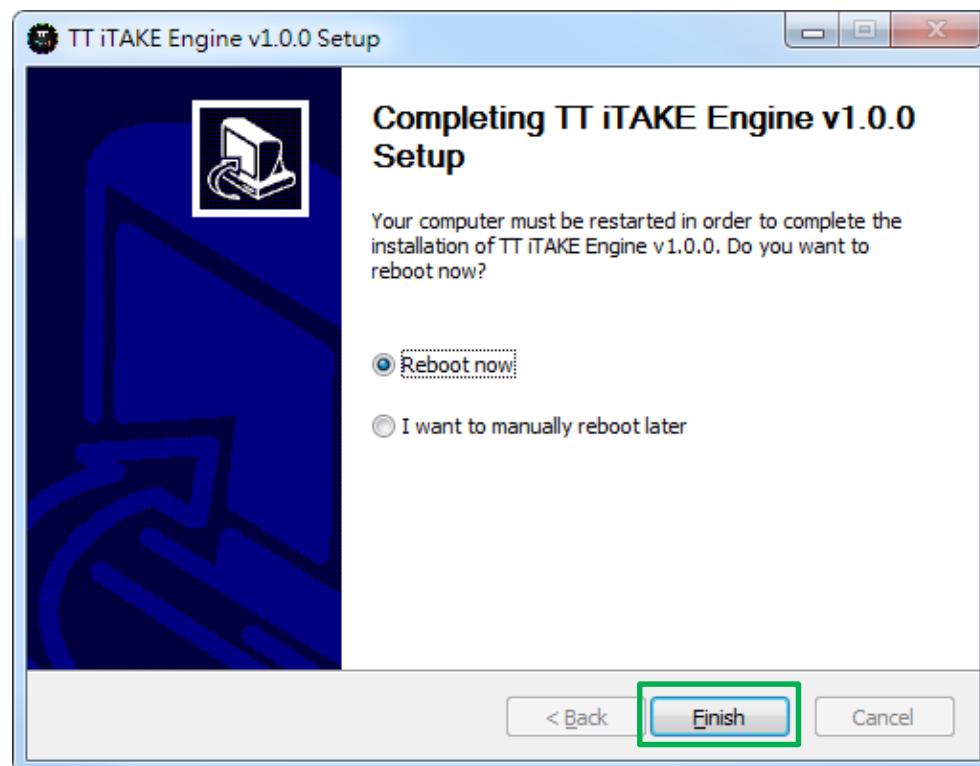 TT iTAKE Engine v1.0.0 Setup
Completing TT iTAKE Engine v1.0.0
Setup
Your computer must be restarted in order to complete the
installation of TT iTAKE Engine v1.0.0. Do you want to
reboot now?
Reboot now
I want to manually reboot later
< Back
Finish
Cancel